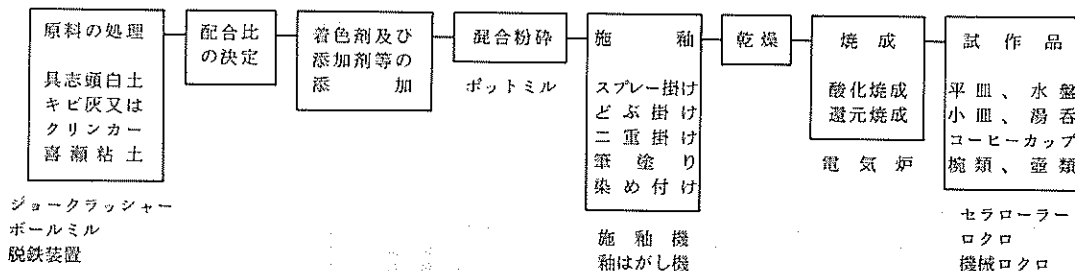 原料の処理
具志頭白土
キビ灰又は
クリンカー
喜瀬粘土
ジョークラッシャー
ボールミル
脱鉄装置
配合比
の決定
着色剤及び
添加剤等の
添加
混合粉砕
ポットミル
施釉
スプレー掛け
どぶ掛け
二重掛け
筆塗り
染め付け
施釉機
釉はがし機
乾燥
焼成
酸化焼成
還元焼成
電気炉
試作品
平皿、水盤
小皿、湯呑
コーヒーカップ
椀類、壺類
セラローラー
ロクロ
機械ロクロ